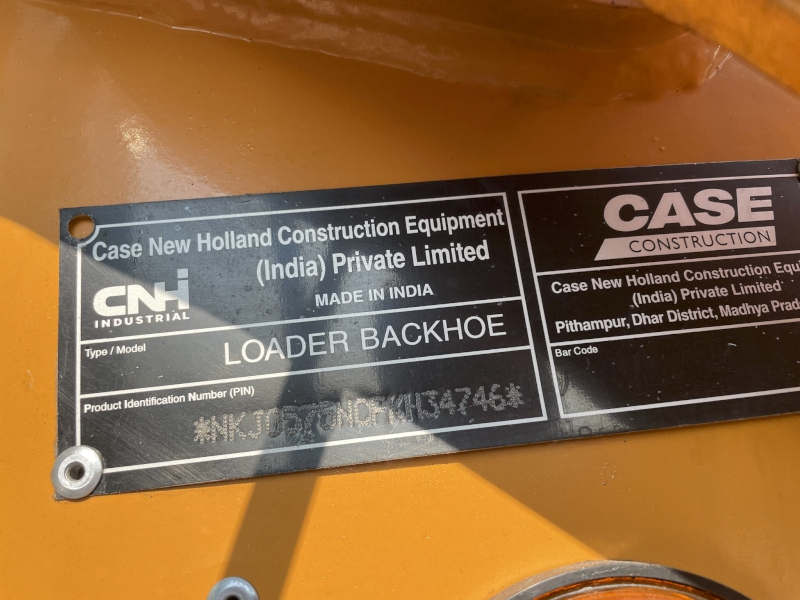 Case New Holland Construction Equipment
(India) Private Limited
CNH
INDUSTRIAL
MADE IN INDIA
Type / Model
LOADER BACKHOE
Product Identification Number (PIN)
CASE
CONSTRUCTION
Case New Holland Construction
(India) Private Limited
Pithampur, Dhar District, Madhya
Bar Code